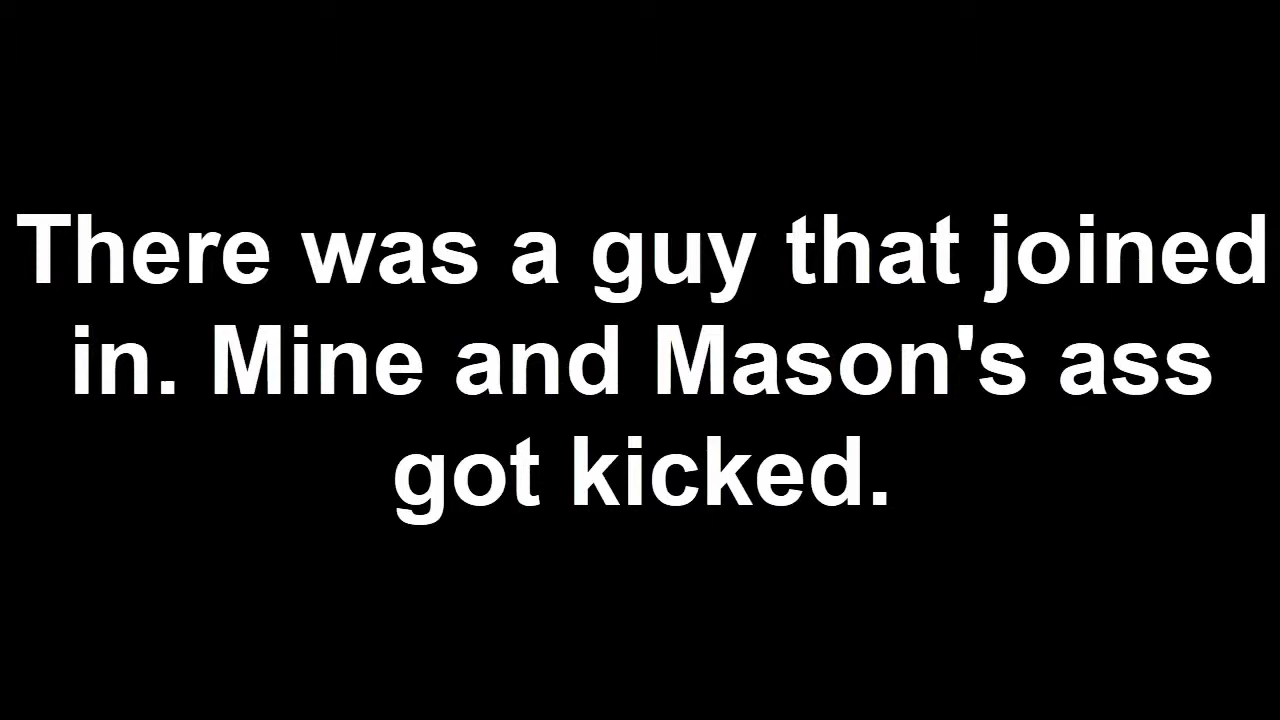 There was a guy that joined
in. Mine and Mason's ass
got kicked.